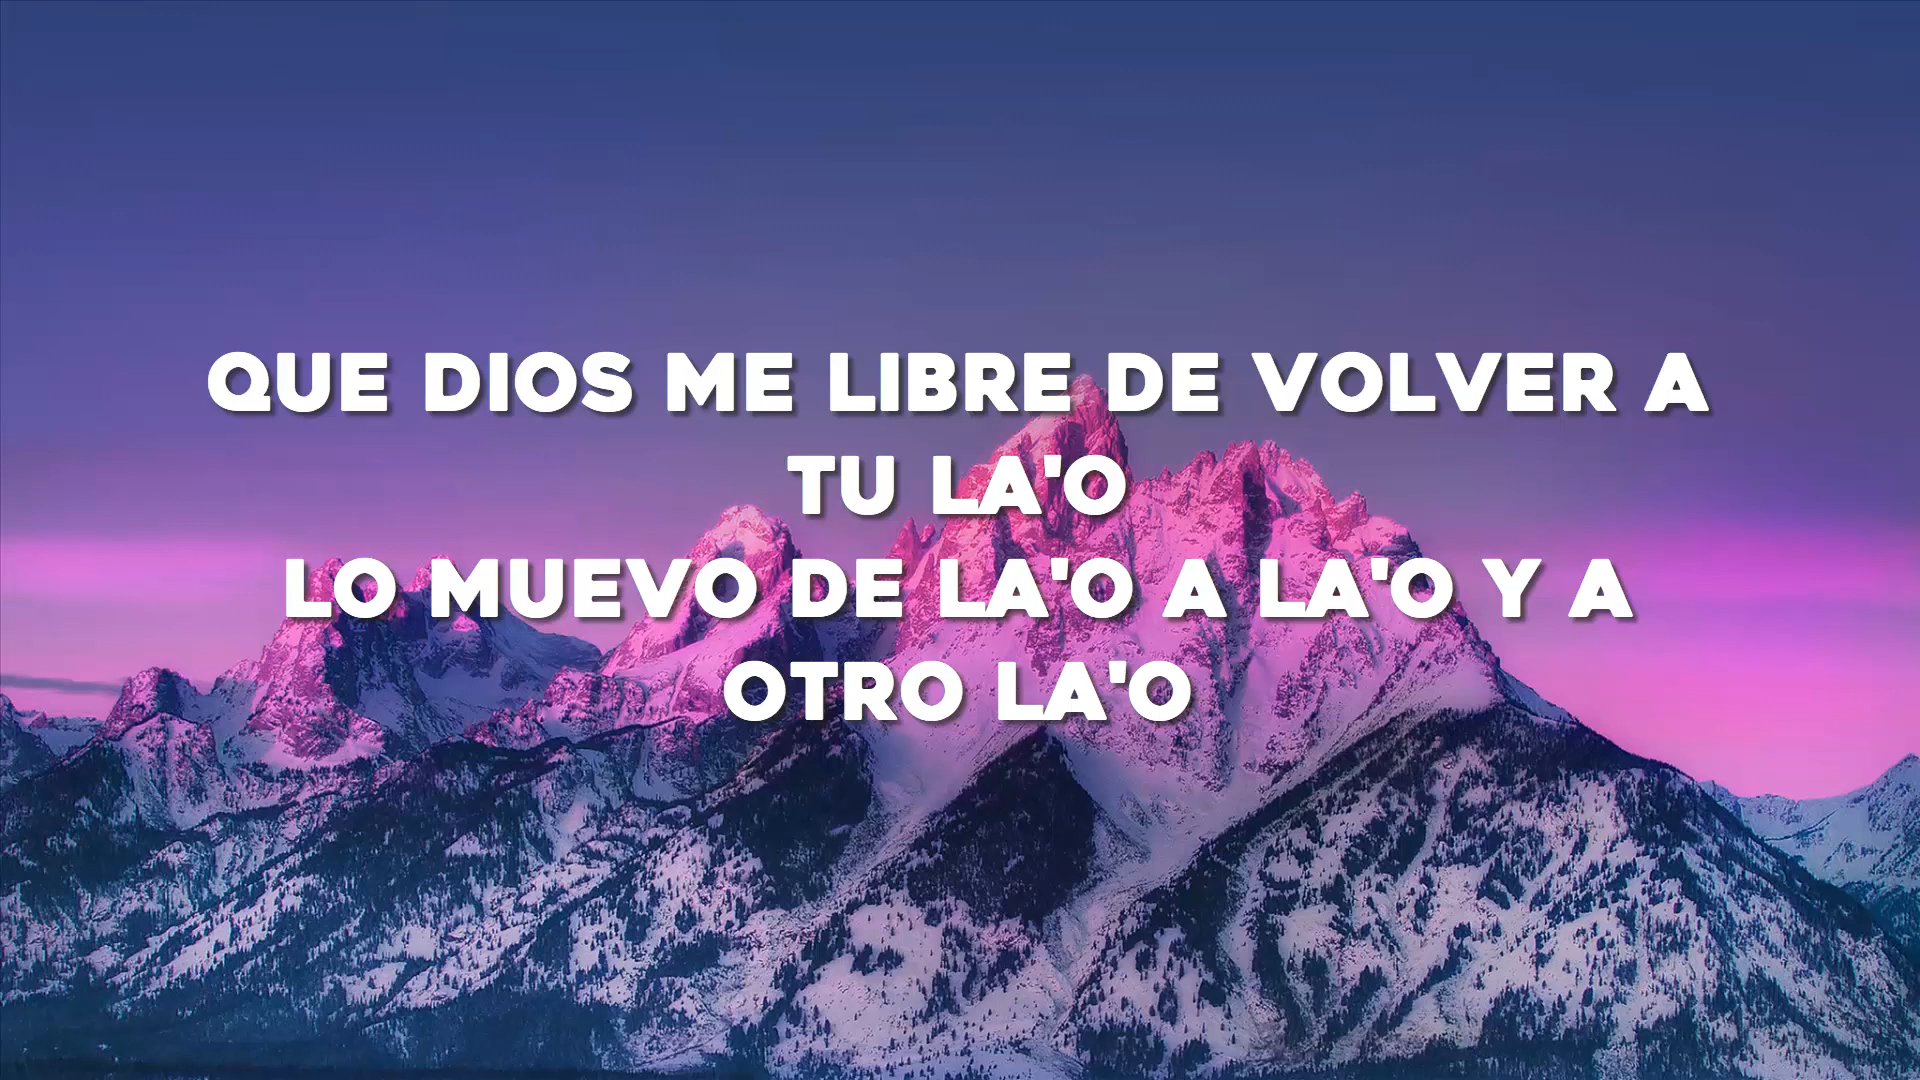 QUE DIOS ME LIBRE DE VOLVER A
TU LA'O
LO MUEVO DE LA'O A LA'O Y A
OTRO LA'O